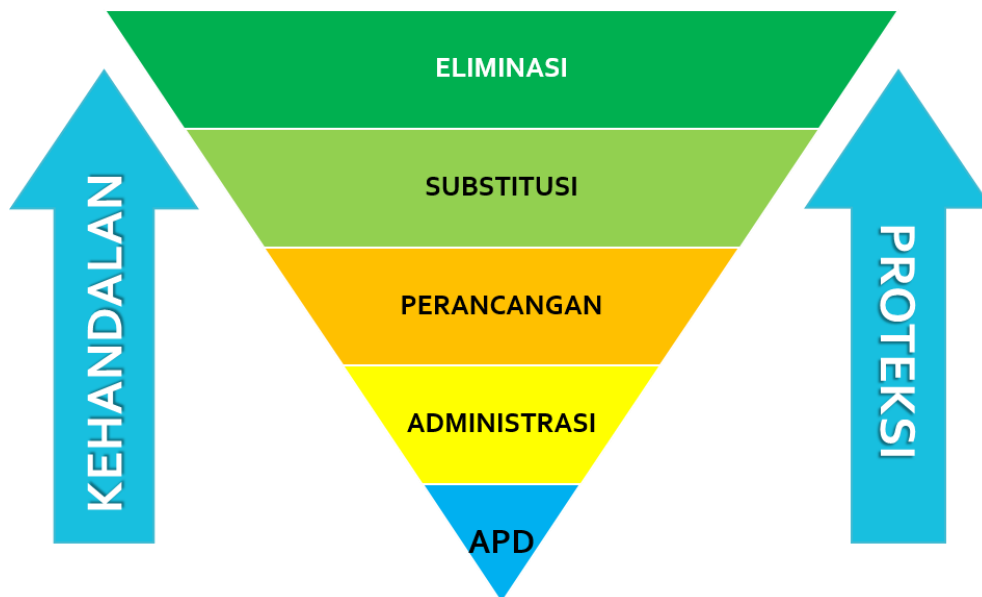 ELIMINASI
SUBSTITUSI
PERANCANGAN
ADMINISTRASI
APD
KEHANDALAN
PROTEKSI